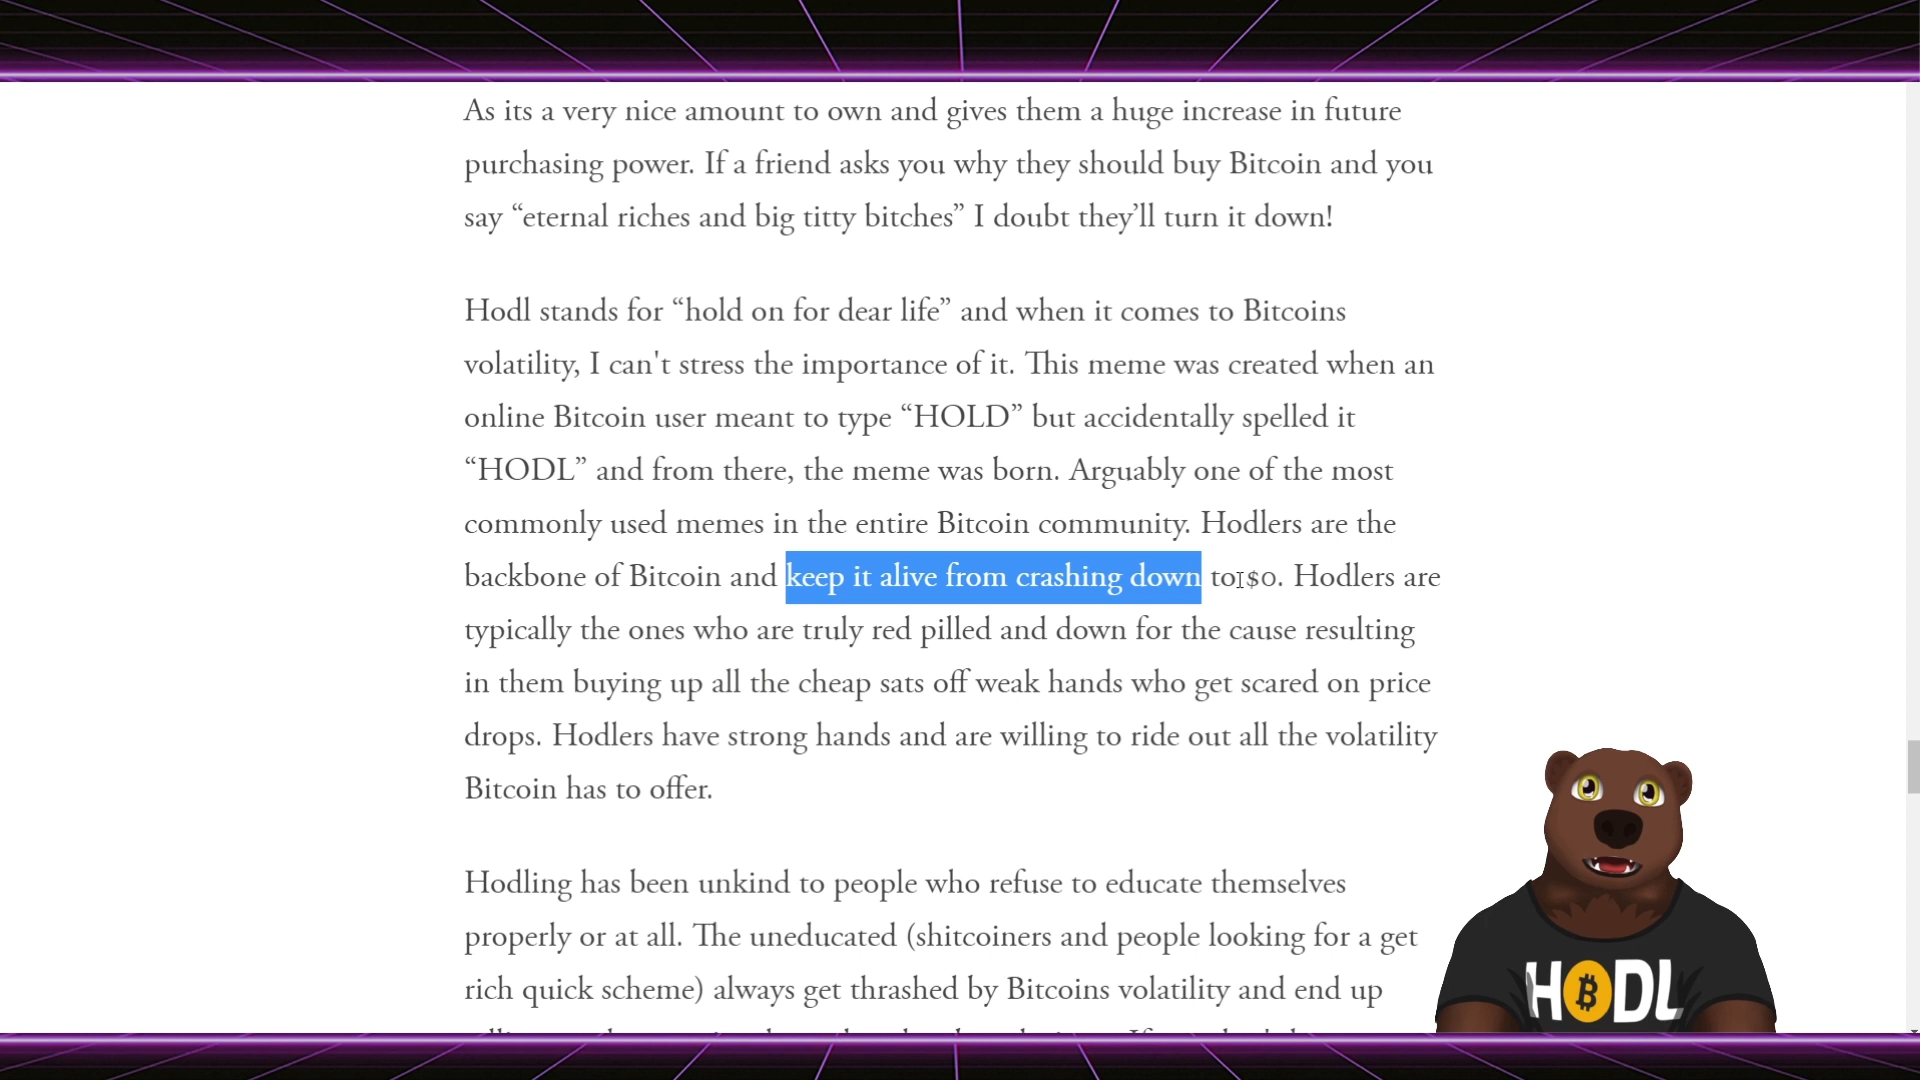 As its a very nice amount to own and gives them a huge increase in future
purchasing power. If a friend asks you why they should buy Bitcoin and you
say “eternal riches and big titty bitches” I doubt they’ll turn it down!
Hodl stands for “hold on for dear life” and when it comes to Bitcoins
volatility, I can't stress the importance of it. This meme was created when an
online Bitcoin user meant to type “HOLD” but accidentally spelled it
“HODL” and from there, the meme was born. Arguably one of the most
commonly used memes in the entire Bitcoin community. Hodlers are the
backbone of Bitcoin and keep it alive from crashing down to $0. Hodlers are
typically the ones who are truly red pilled and down for the cause resulting
in them buying up all the cheap sats off weak hands who get scared on price
drops. Hodlers have strong hands and are willing to ride out all the volatility
Bitcoin has to offer.
Hodling has been unkind to people who refuse to educate themselves
properly or at all. The uneducated (shitcoiners and people looking for a get
rich quick scheme) always get thrashed by Bitcoins volatility and end up
H₿DL